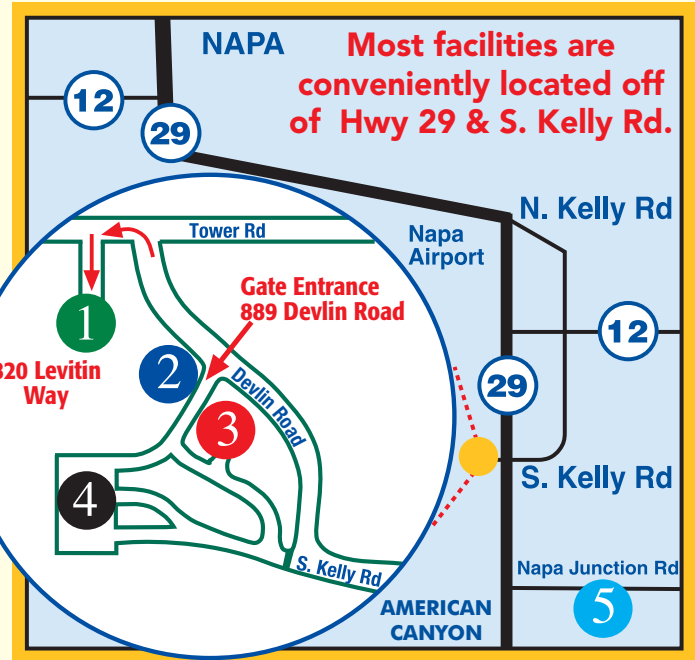 NAPA
Most facilities are
conveniently located off
of Hwy 29 & S. Kelly Rd.
12
29
N. Kelly Rd
Tower Rd
Napa
Airport
Gate Entrance
889 Devlin Road
1
12
320 Levitin
Way
2
29
Devlin Road
3
S. Kelly Rd
4
S. Kelly Rd
Napa Junction Rd
AMERICAN
CANYON
5